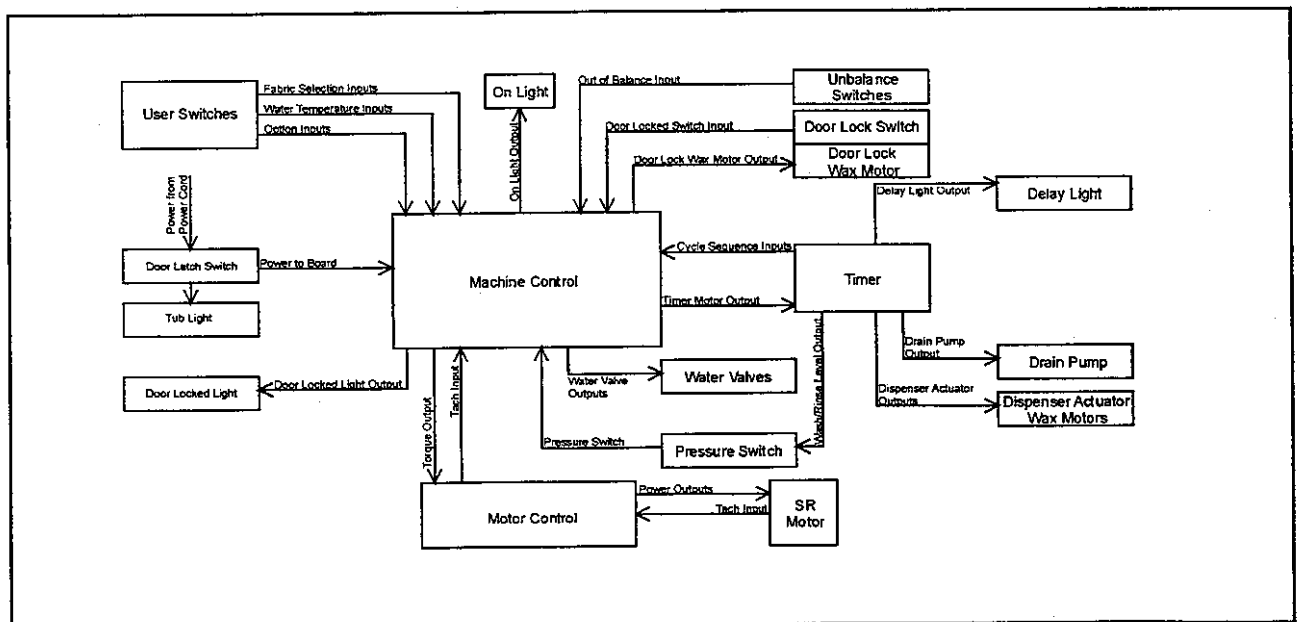 Out of Balance Input
Unbalance
Switches
Fabric Selection Inputs
On Light
User Switches
Water Temperature Inputs
Option Inputs
Door Locked Switch Input
Door Lock Switch
Door Lock
Wax Motor
Door Lock Wax Motor Output
On Light Output
Power from
Power Cord
Delay Light Output
Delay Light
Cycle Sequence Inputs
Door Latch Switch
Power to Board
Machine Control
Timer
Timer Motor Output
Tub Light
Wash/Rinse Level Output
Drain Pump
Output
Drain Pump
Water Valves
Water Valve
Outputs
Door Locked Light
Door Locked Light Output
Tach Input
Torque Output
Dispenser Actuator
Outputs
Dispenser Actuator
Wax Motors
Pressure Switch
Pressure Switch
Power Outputs
Tach Input
Motor Control
SR
Motor